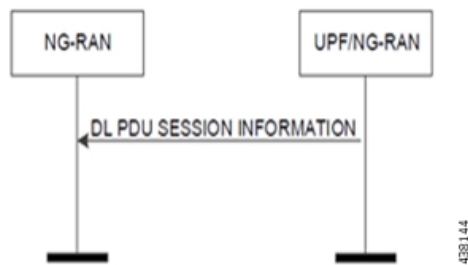 NG-RAN
UPF/NG-RAN
DL PDU SESSION INFORMATION
438144